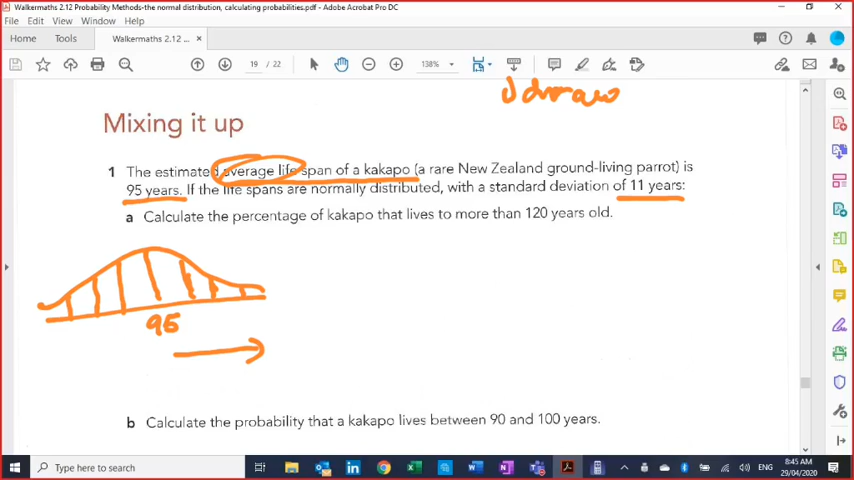 Walkermaths 2.12 Probability Methods-the normal distribution, calculating probabilities.pdf - Adobe Acrobat Pro DC
File Edit View Window Help
Home Tools Walkermaths 2.12 ...
19 / 22 138%
Mixing it up
1 The estimated average life span of a kakapo (a rare New Zealand ground-living parrot) is
95 years. If the life spans are normally distributed, with a standard deviation of 11 years:
a Calculate the percentage of kakapo that lives to more than 120 years old.
95
b Calculate the probability that a kakapo lives between 90 and 100 years.
Type here to search
ENG
8:45 AM
29/04/2020